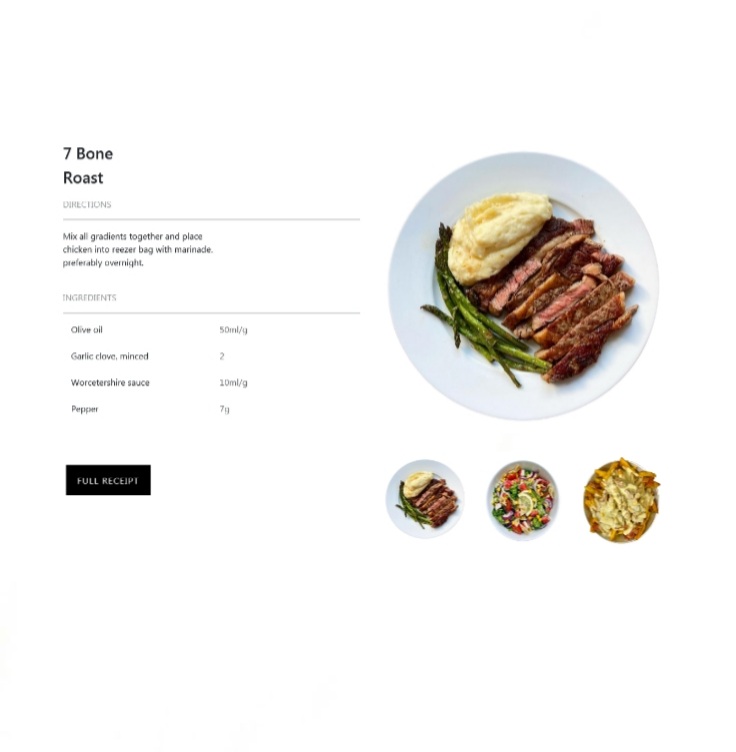 7 Bone
Roast
DIRECTIONS
Mix all gradients together and place
chicken into reezer bag with marinade.
preferably overnight.
INGREDIENTS
Olive oil 50ml/g
Garlic clove, minced 2
Worcetershire sauce 10ml/g
Pepper 7g
FULL RECEIPT